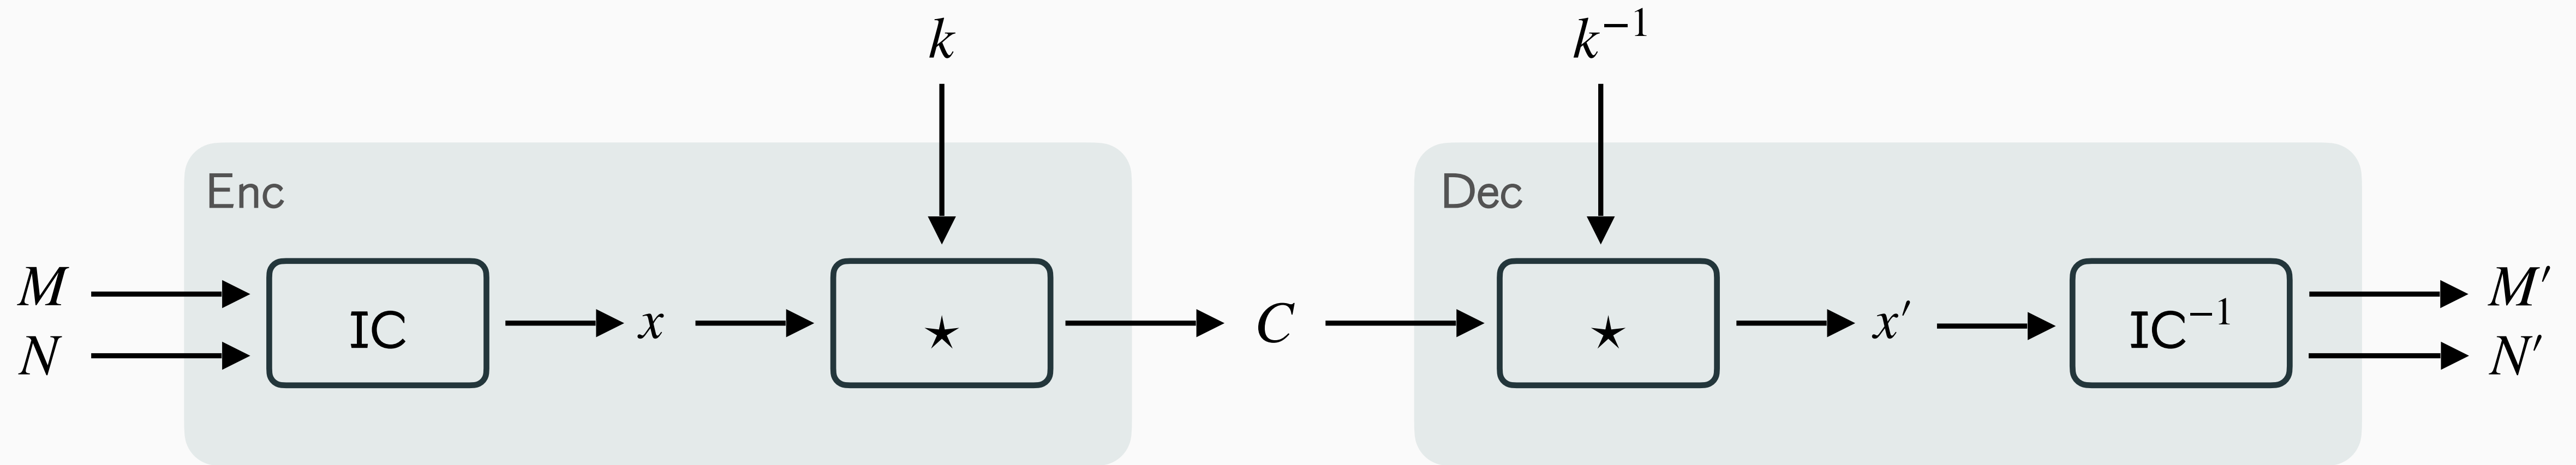 k
k⁻¹
Enc
Dec
M
N
IC
x
★
C
★
x′
IC⁻¹
M′
N′